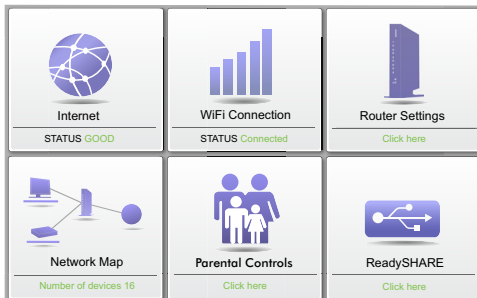 Internet
STATUS GOOD
WiFi Connection
STATUS Connected
Router Settings
Click here
Network Map
Number of devices 16
Parental Controls
Click here
ReadySHARE
Click here